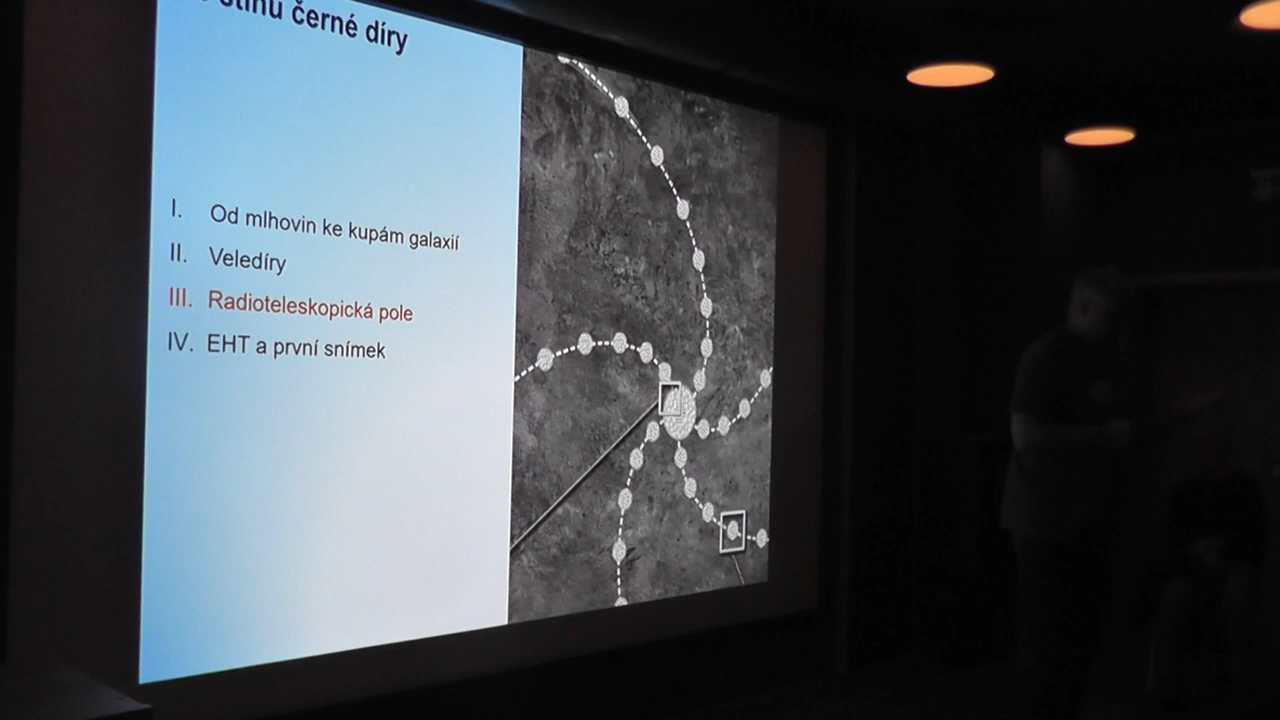 stínu černé díry
I. Od mlhovin ke kupám galaxií
II. Veledíry
III. Radioteleskopická pole
IV. EHT a první snímek